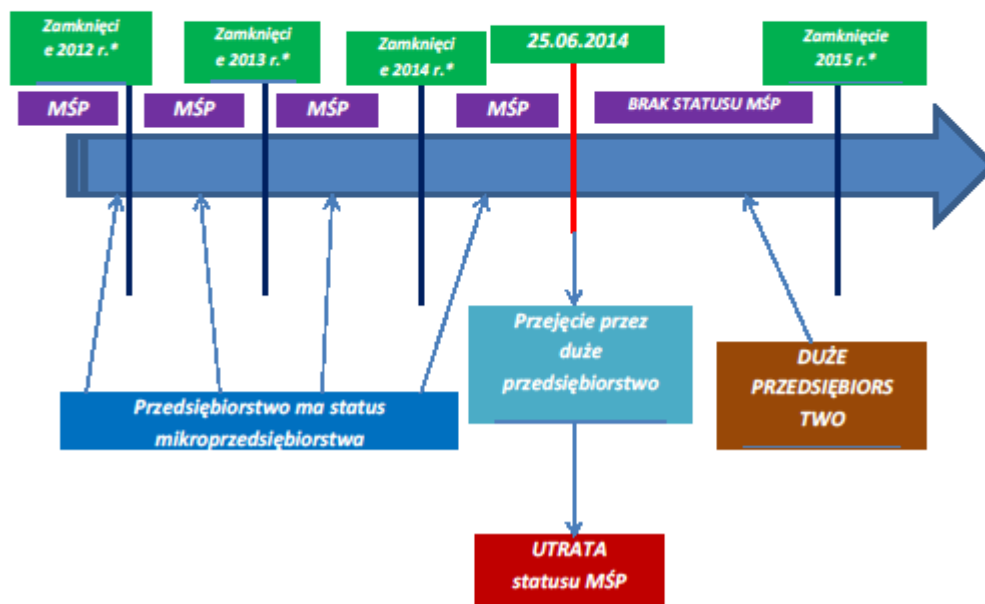 Zamknięci
e 2012 r.*
Zamknięci
e 2013 r.*
Zamknięci
e 2014 r.*
25.06.2014
Zamknięcie
2015 r.*
MŚP
MŚP
MŚP
MŚP
BRAK STATUSU MŚP
Przedsiębiorstwo ma status
mikroprzedsiębiorstwa
Przejęcie przez
duże
przedsiębiorstwo
DUŻE
PRZEDSIĘBIORS
TWO
UTRATA
statusu MŚP